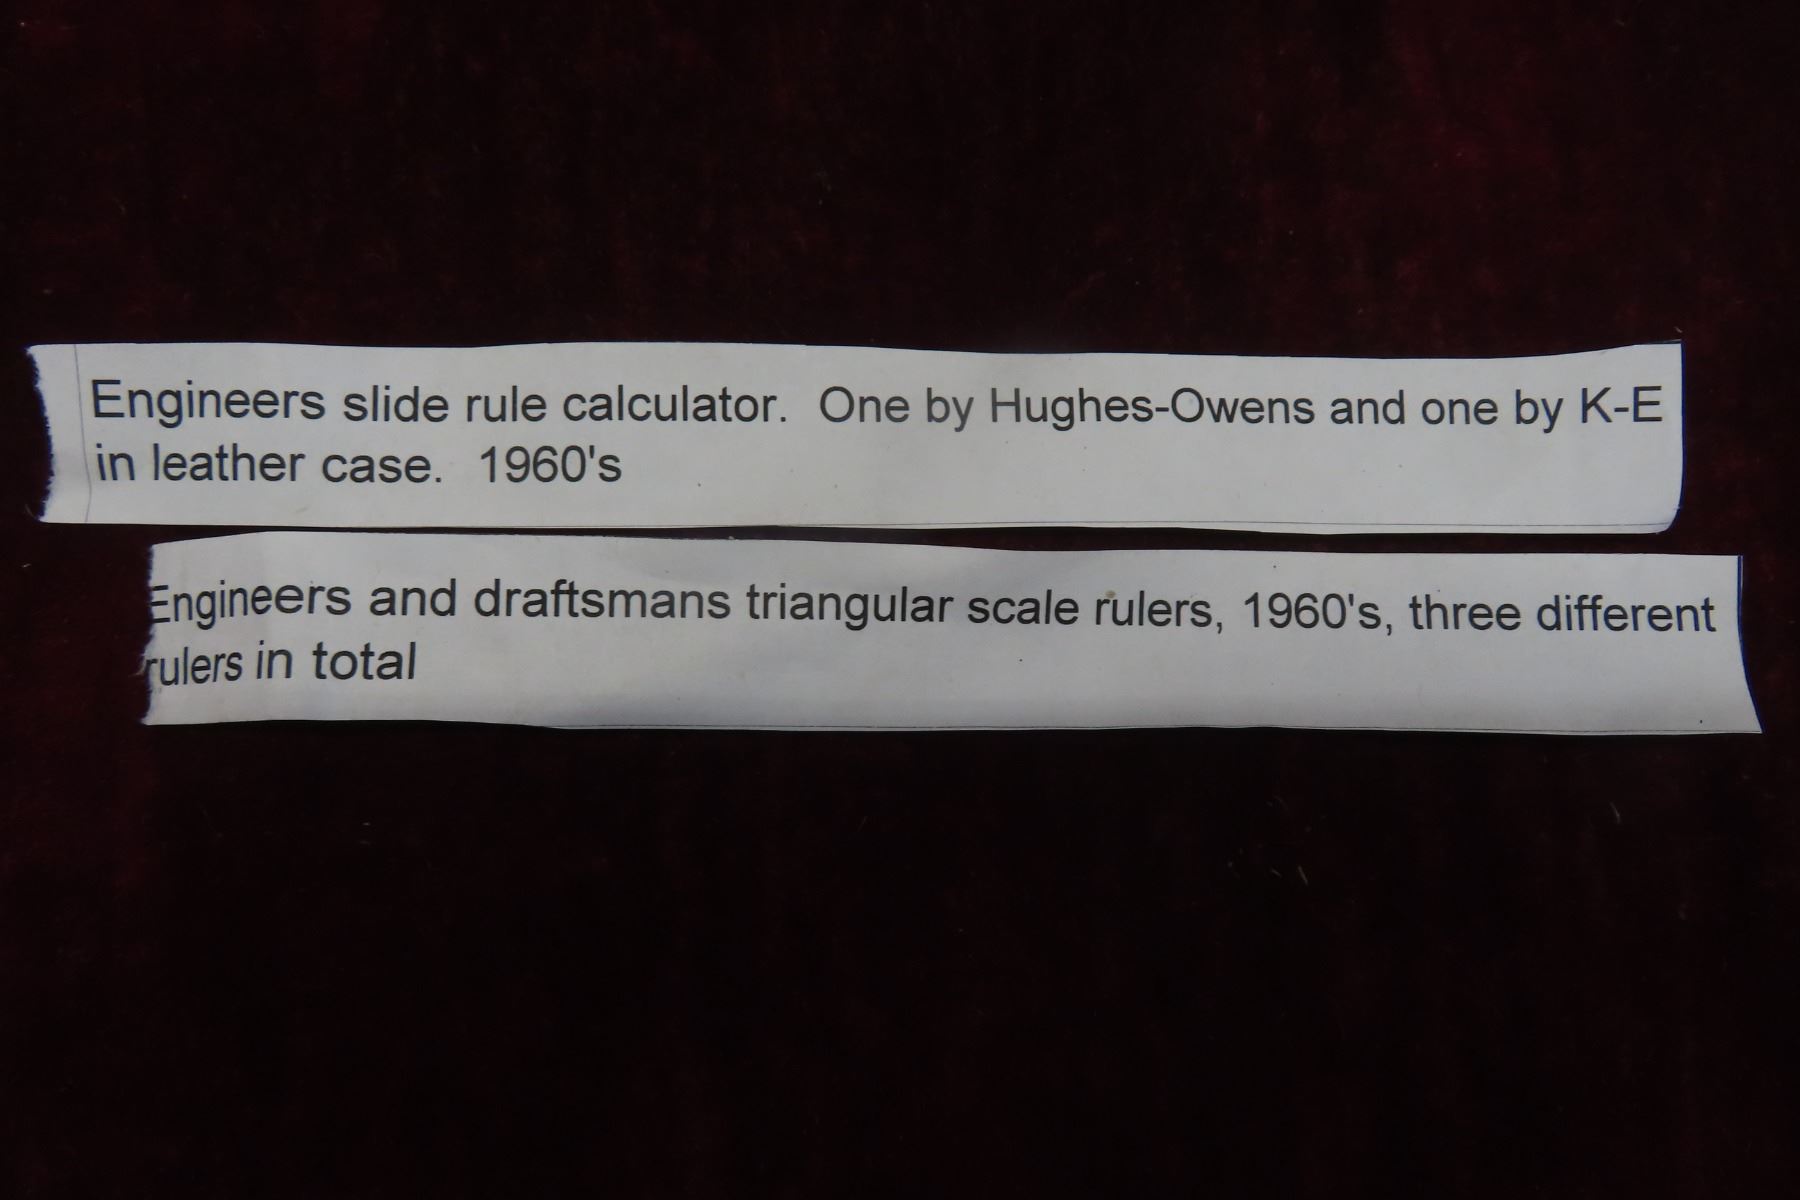 Engineers slide rule calculator. One by Hughes-Owens and one by K-E
in leather case. 1960's
Engineers and draftsmans triangular scale rulers, 1960's, three different
rulers in total